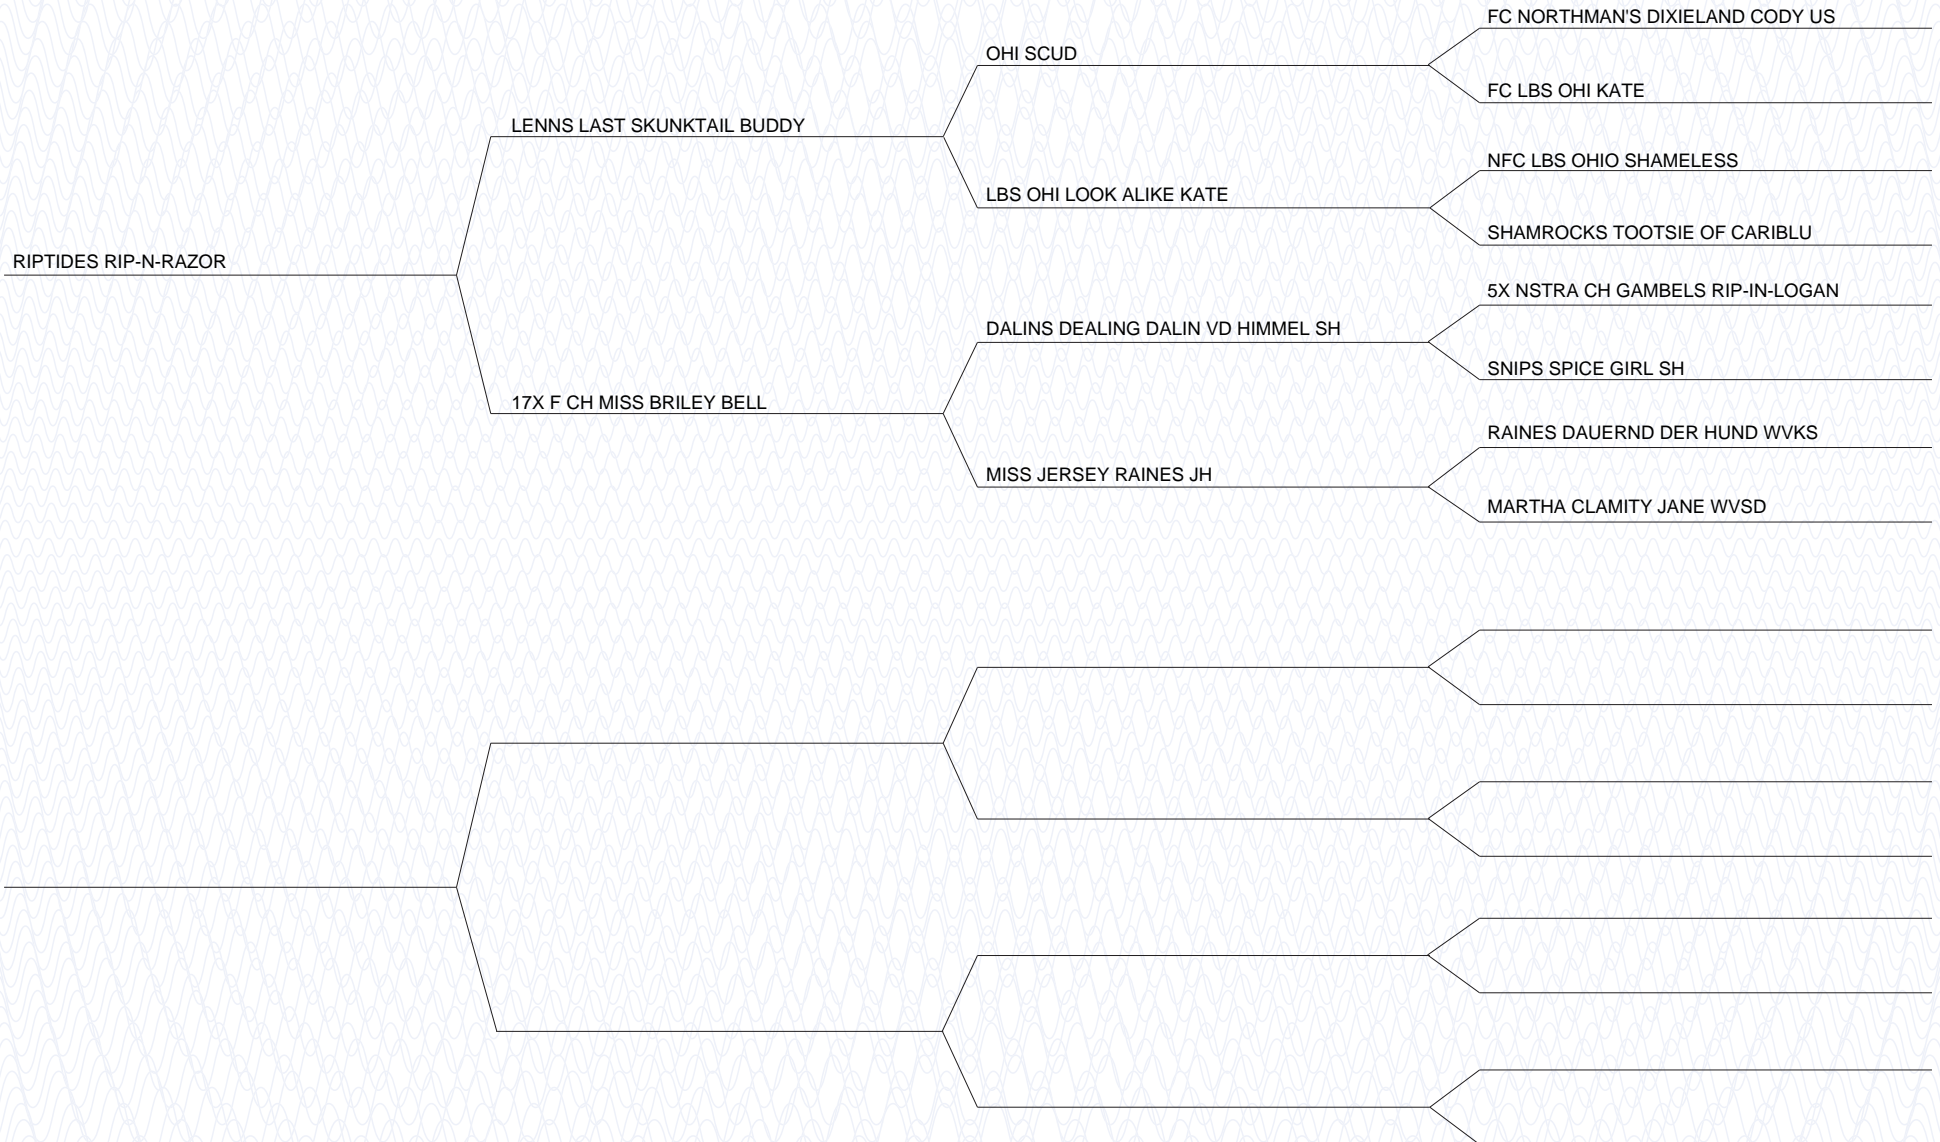 FC NORTHMAN'S DIXIELAND CODY US
OHI SCUD
FC LBS OHI KATE
LENNS LAST SKUNKTAIL BUDDY
NFC LBS OHIO SHAMELESS
LBS OHI LOOK ALIKE KATE
SHAMROCKS TOOTSIE OF CARIBLU
RIPTIDES RIP-N-RAZOR
5X NSTRA CH GAMBELS RIP-IN-LOGAN
DALINS DEALING DALIN VD HIMMEL SH
SNIPS SPICE GIRL SH
17X F CH MISS BRILEY BELL
RAINES DAUERND DER HUND WVKS
MISS JERSEY RAINES JH
MARTHA CLAMITY JANE WVSD